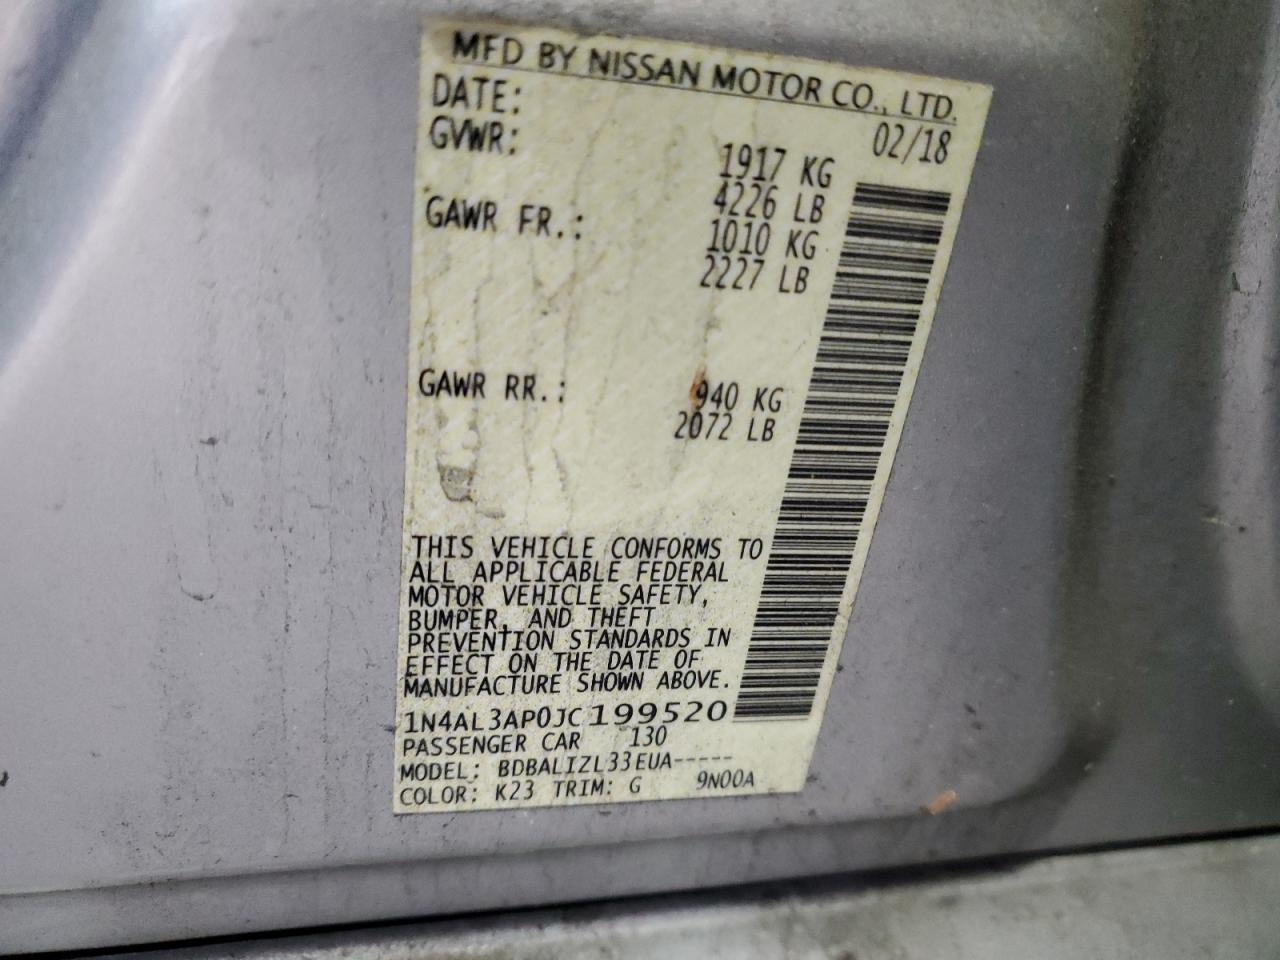 MFD BY NISSAN MOTOR CO., LTD.
DATE: 02/18
GVWR: 1917 KG
4226 LB
GAWR FR.: 1010 KG
2227 LB
GAWR RR.: 940 KG
2072 LB
THIS VEHICLE CONFORMS TO
ALL APPLICABLE FEDERAL
MOTOR VEHICLE SAFETY,
BUMPER, AND THEFT
PREVENTION STANDARDS IN
EFFECT ON THE DATE OF
MANUFACTURE SHOWN ABOVE.
1N4AL3AP0JC199520
PASSENGER CAR 130
MODEL: BDBALIZL33EUA-----
COLOR: K23 TRIM: G 9N00A